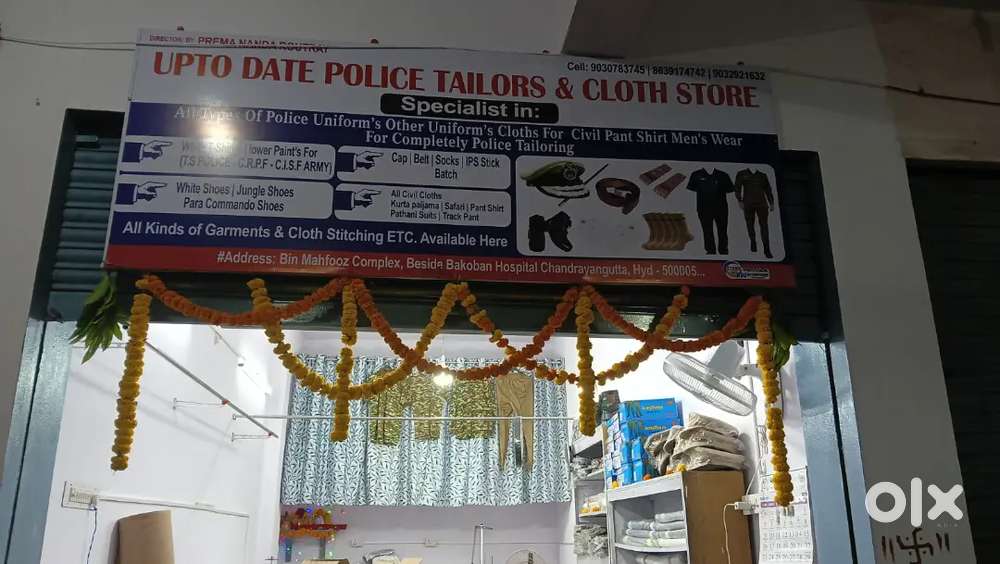 DIRECTOR: BY PREMA NANDA ROUTRAY
Cell: 9030783745 | 8639174742 | 9032921632
UPTO DATE POLICE TAILORS & CLOTH STORE
Specialist in:
All Types Of Police Uniform's Other Uniform's Cloths For Civil Pant Shirt Men's Wear
For Completely Police Tailoring
Paint's For
(T.S POLICE - C.R.P.F - C.I.S.F ARMY)
Cap | Belt | Socks | IPS Stick
Batch
White Shoes | Jungle Shoes
Para Commando Shoes
All Civil Cloths
Kurta paijama | Safari | Pant Shirt
Pathani Suits | Track Pant
All Kinds of Garments & Cloth Stitching ETC. Available Here
#Address: Bin Mahfooz Complex, Beside Bakoban Hospital Chandrayangutta, Hyd - 500005...
olx